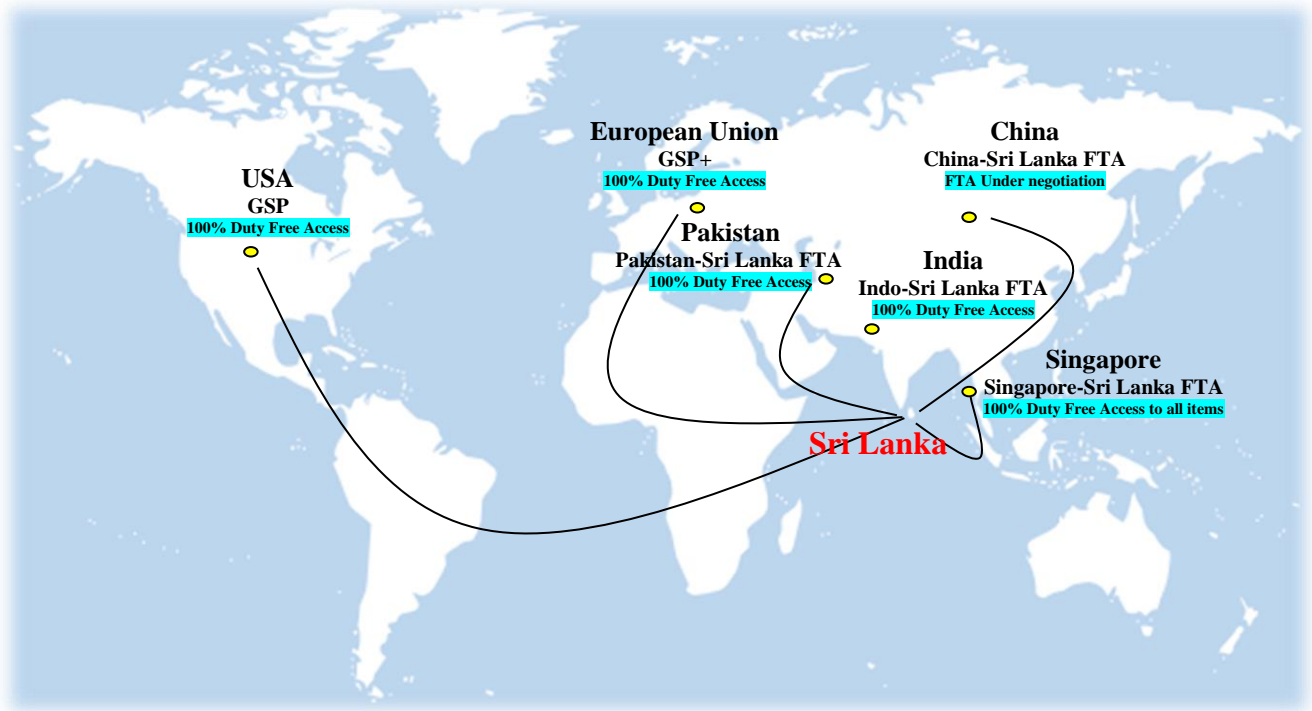 USA
GSP
100% Duty Free Access
European Union
GSP+
100% Duty Free Access
China
China-Sri Lanka FTA
FTA Under negotiation
Pakistan
Pakistan-Sri Lanka FTA
100% Duty Free Access
India
Indo-Sri Lanka FTA
100% Duty Free Access
Singapore
Singapore-Sri Lanka FTA
100% Duty Free Access to all items
Sri Lanka